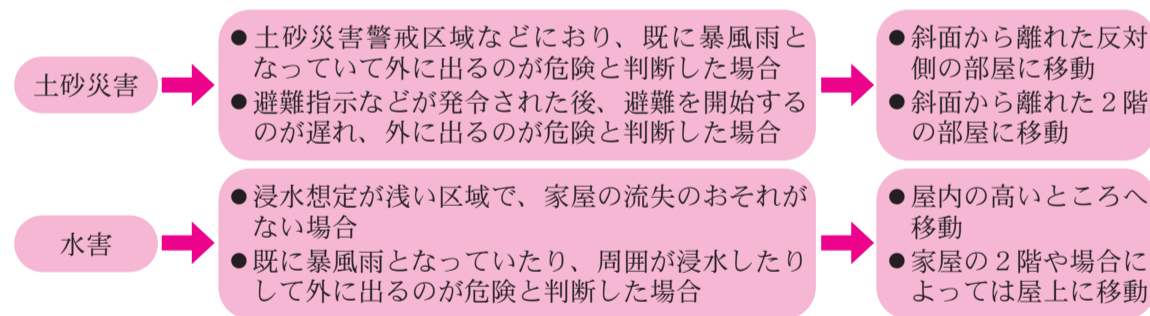 土砂災害
●土砂災害警戒区域などにおり、既に暴風雨と
なっていて外に出るのが危険と判断した場合
●避難指示などが発令された後、避難を開始する
のが遅れ、外に出るのが危険と判断した場合
●斜面から離れた反対
側の部屋に移動
●斜面から離れた2階
の部屋に移動
水害
●浸水想定が浅い区域で、家屋の流失のおそれが
ない場合
●既に暴風雨となっていたり、周囲が浸水したり
して外に出るのが危険と判断した場合
●屋内の高いところへ
移動
●家屋の2階や場合に
よっては屋上に移動